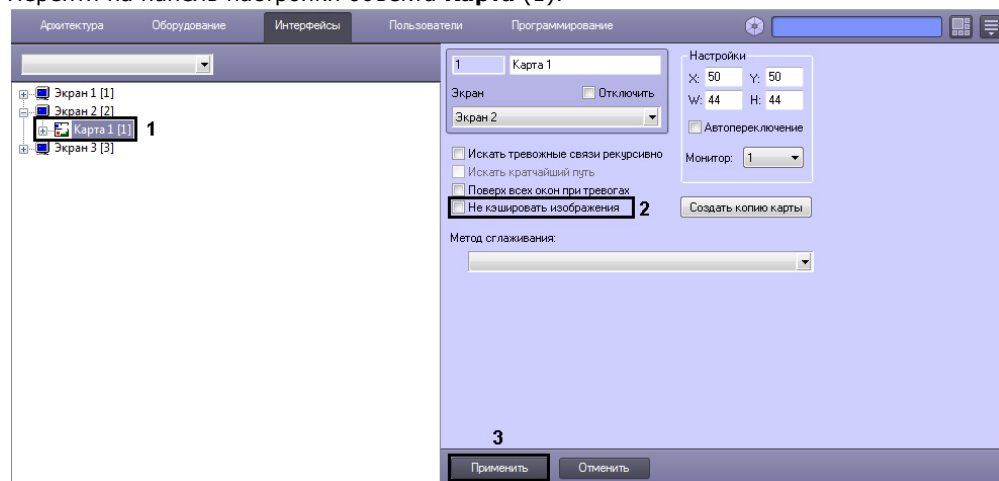 Перейти на панель настройки объекта Карта (1).
Архитектура Оборудование Интерфейсы Пользователи Программирование
Экран 1 [1]
Экран 2 [2]
Карта 1 [1] 1
Экран 3 [3]
1 Карта 1
Экран Отключить
Экран 2
Искать тревожные связи рекурсивно
Искать кратчайший путь
Поверх всех окон при тревогах
Не кэшировать изображения 2
Метод сглаживания:
Настройки
X: 50 Y: 50
W: 44 H: 44
Автопереключение
Монитор: 1
Создать копию карты
3
Применить Отменить